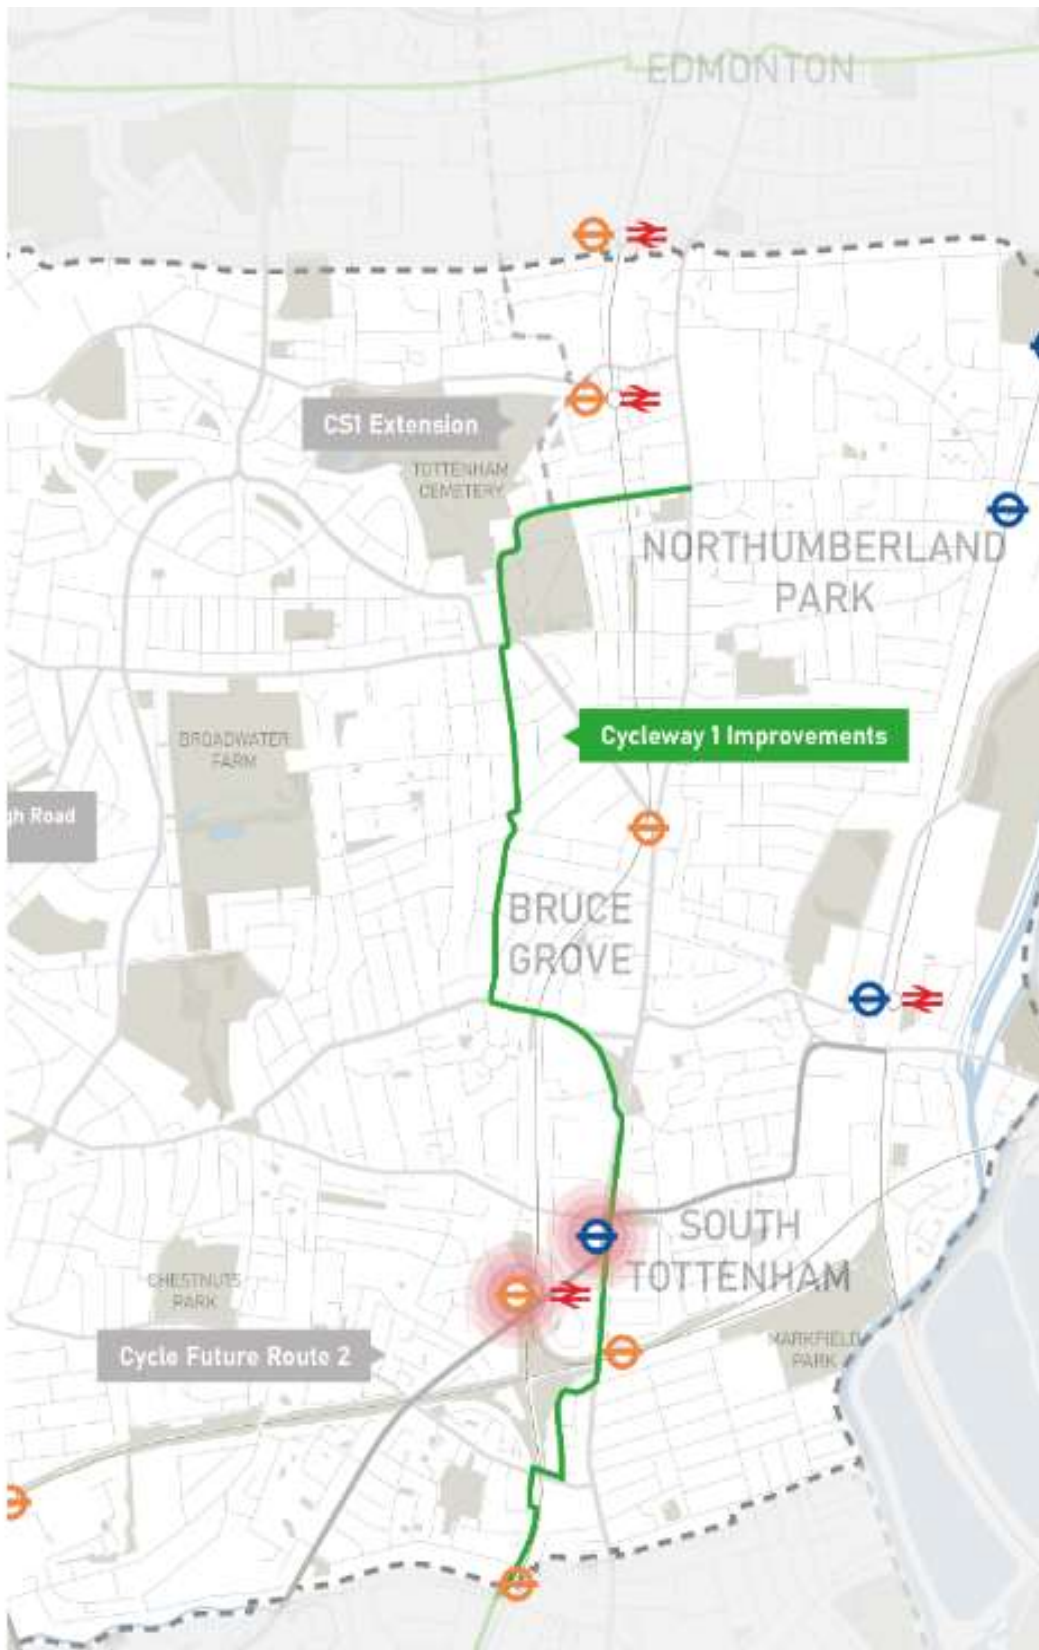 EDMONTON
CS1 Extension
TOTTENHAM
CEMETERY
NORTHUMBERLAND
PARK
Cycleway 1 Improvements
BROADWATER
FARM
gh Road
BRUCE
GROVE
SOUTH
TOTTENHAM
CHESTNUTS
PARK
MARKFIELD
PARK
Cycle Future Route 2